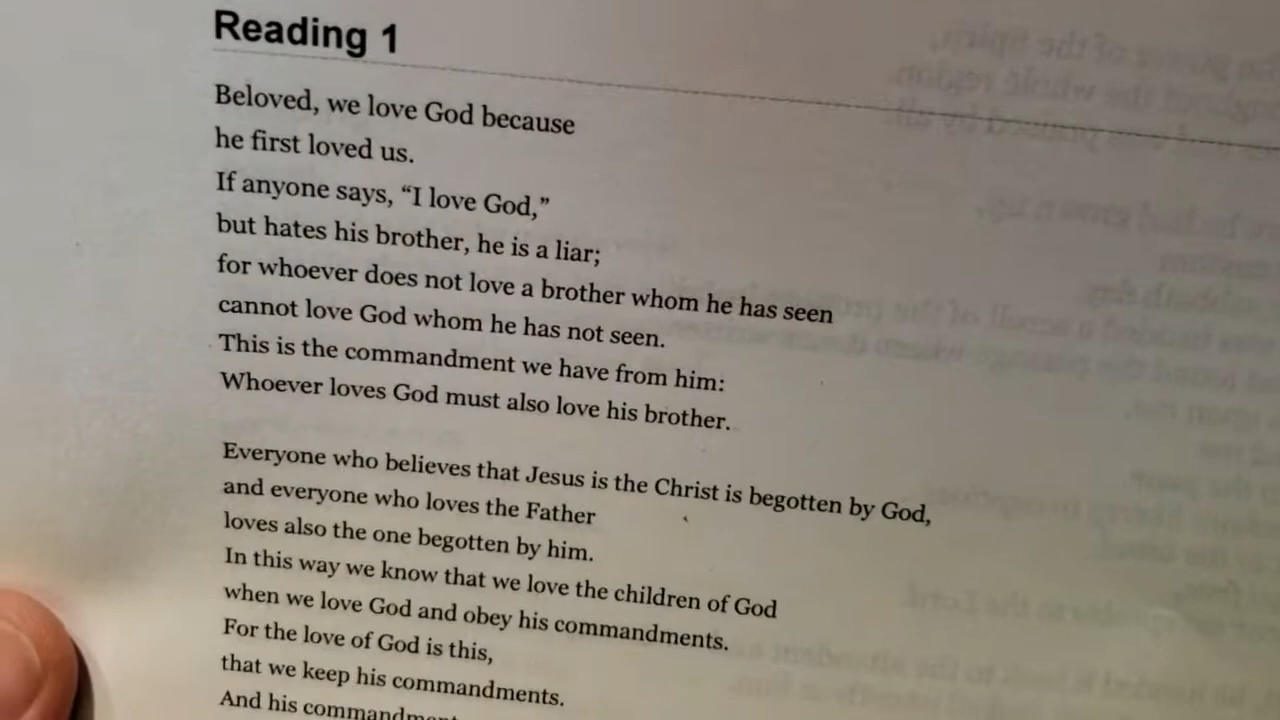 Reading 1
Beloved, we love God because
he first loved us.
If anyone says, “I love God,”
but hates his brother, he is a liar;
for whoever does not love a brother whom he has seen
cannot love God whom he has not seen.
This is the commandment we have from him:
Whoever loves God must also love his brother.
Everyone who believes that Jesus is the Christ is begotten by God,
and everyone who loves the Father
loves also the one begotten by him.
In this way we know that we love the children of God
when we love God and obey his commandments.
For the love of God is this,
that we keep his commandments.
And his